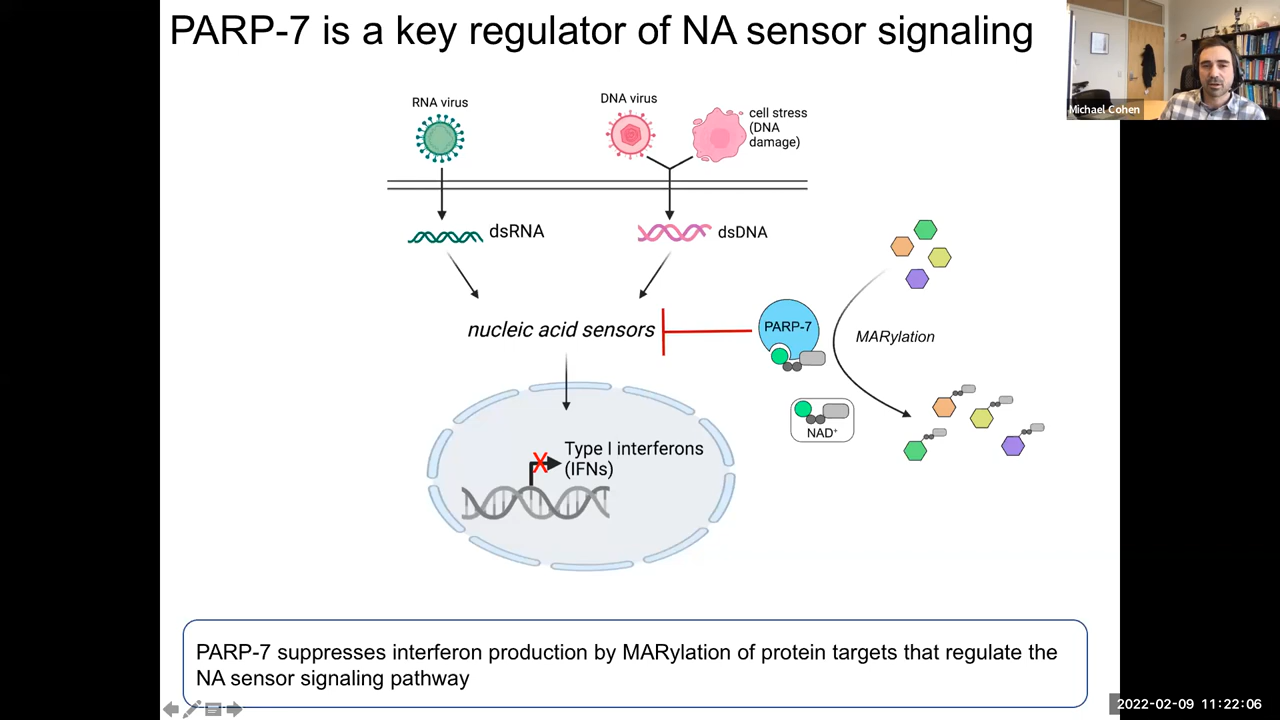 PARP-7 is a key regulator of NA sensor signaling
Michael Cohen
RNA virus
DNA virus
cell stress
(DNA
damage)
dsRNA
dsDNA
nucleic acid sensors
PARP-7
MARylation
NAD⁺
Type I interferons
(IFNs)
X
PARP-7 suppresses interferon production by MARylation of protein targets that regulate the
NA sensor signaling pathway
2022-02-09 11:22:06